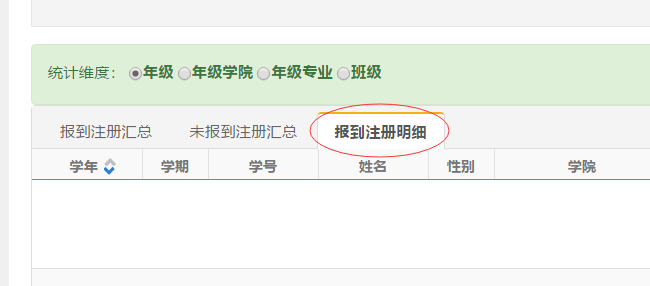 统计维度： 年级 年级学院 年级专业 班级
报到注册汇总 未报到注册汇总 报到注册明细
学年 学期 学号 姓名 性别 学院